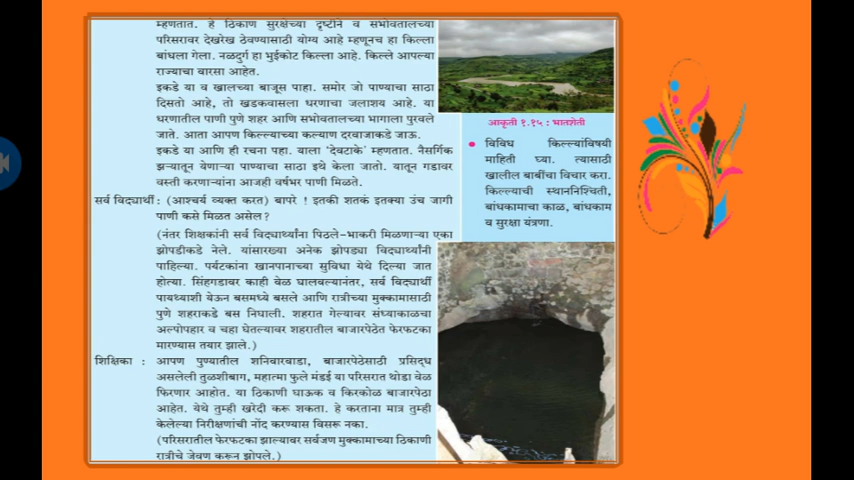 म्हणतात. हे ठिकाण सुरक्षेच्या दृष्टीने व सभोवतालच्या
परिसरावर देखरेख ठेवण्यासाठी योग्य आहे म्हणूनच हा किल्ला
बांधला गेला. नळदुर्ग हा भुईकोट किल्ला आहे. किल्ले आपल्या
राज्याचा वारसा आहेत.
इकडे या व खालच्या बाजूस पाहा. समोर जो पाण्याचा साठा
दिसतो आहे, तो खडकवासला धरणाचा जलाशय आहे. या
धरणातील पाणी पुणे शहर आणि सभोवतालच्या भागाला पुरवले
जाते. आता आपण किल्ल्याच्या कल्याण दरवाजाकडे जाऊ.
इकडे या आणि ही रचना पहा. याला 'देवटाके' म्हणतात. नैसर्गिक
झऱ्यातून येणाऱ्या पाण्याचा साठा इथे केला जातो. यातून गडावर
वस्ती करणाऱ्यांना आजही वर्षभर पाणी मिळते.
सर्व विद्यार्थी : (आश्चर्य व्यक्त करत) बापरे ! इतकी शतकं इतक्या उंच जागी
पाणी कसे मिळत असेल ?
(नंतर शिक्षकांनी सर्व विद्यार्थ्यांना पिठले-भाकरी मिळणाऱ्या एका
झोपडीकडे नेले. यांसारख्या अनेक झोपड्या विद्यार्थ्यांनी
पाहिल्या. पर्यटकांना खानपानाच्या सुविधा येथे दिल्या जात
होत्या. सिंहगडावर काही वेळ घालवल्यानंतर, सर्व विद्यार्थी
पायथ्याशी येऊन बसमध्ये बसले आणि रात्रीच्या मुक्कामासाठी
पुणे शहराकडे बस निघाली. शहरात गेल्यावर संध्याकाळचा
अल्पोपहार व चहा घेतल्यावर शहरातील बाजारपेठेत फेरफटका
मारण्यास तयार झाले.)
शिक्षिका : आपण पुण्यातील शनिवारवाडा, बाजारपेठेसाठी प्रसिद्ध
असलेली तुळशीबाग, महात्मा फुले मंडई या परिसरात थोडा वेळ
फिरणार आहोत. या ठिकाणी घाऊक व किरकोळ बाजारपेठा
आहेत. येथे तुम्ही खरेदी करू शकता. हे करताना मात्र तुम्ही
केलेल्या निरीक्षणांची नोंद करण्यास विसरू नका.
(परिसरातील फेरफटका झाल्यावर सर्वजण मुक्कामाच्या ठिकाणी
रात्रीचे जेवण करून झोपले.)
आकृती १.१५ : भातशेती
• विविध किल्ल्यांविषयी
माहिती घ्या. त्यासाठी
खालील बाबींचा विचार करा.
किल्ल्याची स्थाननिश्चिती,
बांधकामाचा काळ, बांधकाम
व सुरक्षा यंत्रणा.